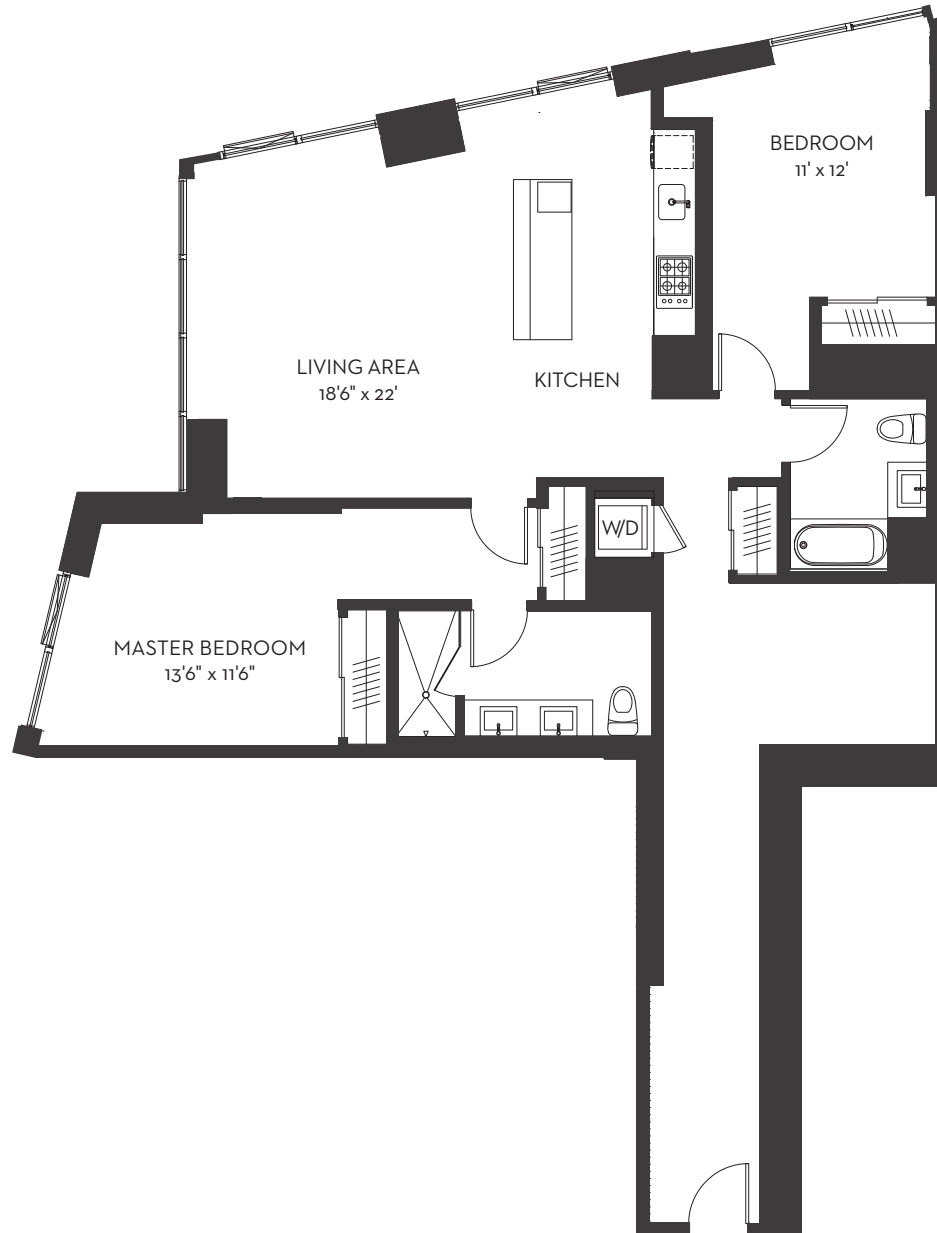 BEDROOM
11' x 12'
LIVING AREA
18'6" x 22'
KITCHEN
W/D
MASTER BEDROOM
13'6" x 11'6"